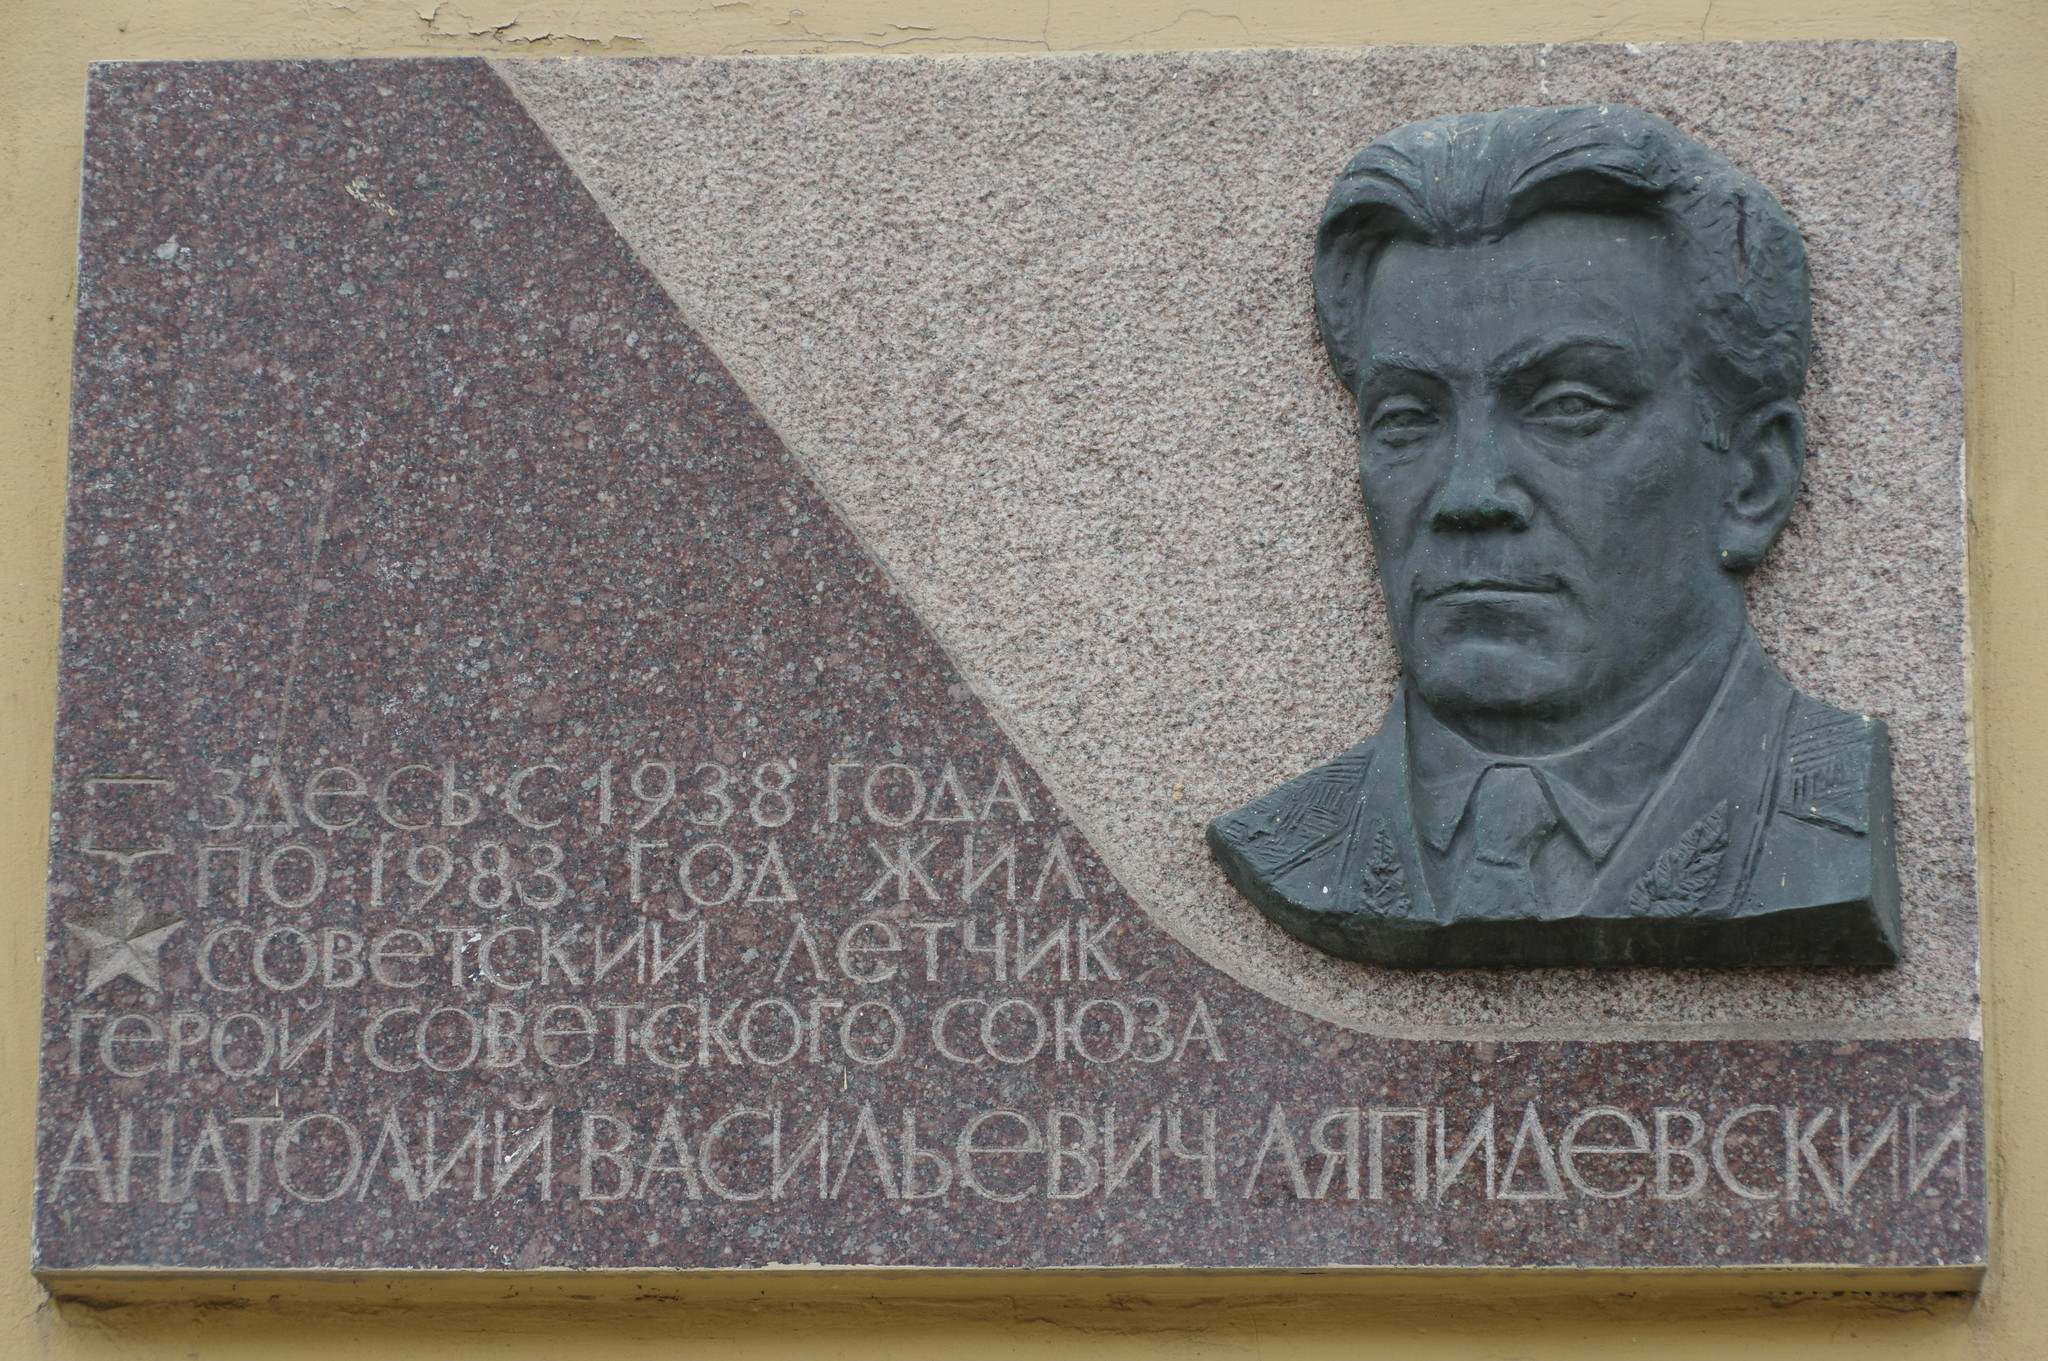 ЗДЕСЬ С 1938 ГОДА
ПО 1983 ГОД ЖИЛ
СОВЕТСКИЙ ЛЕТЧИК
ГЕРОЙ СОВЕТСКОГО СОЮЗА
АНАТОЛИЙ ВАСИЛЬЕВИЧ ЛЯПИДЕВСКИЙ